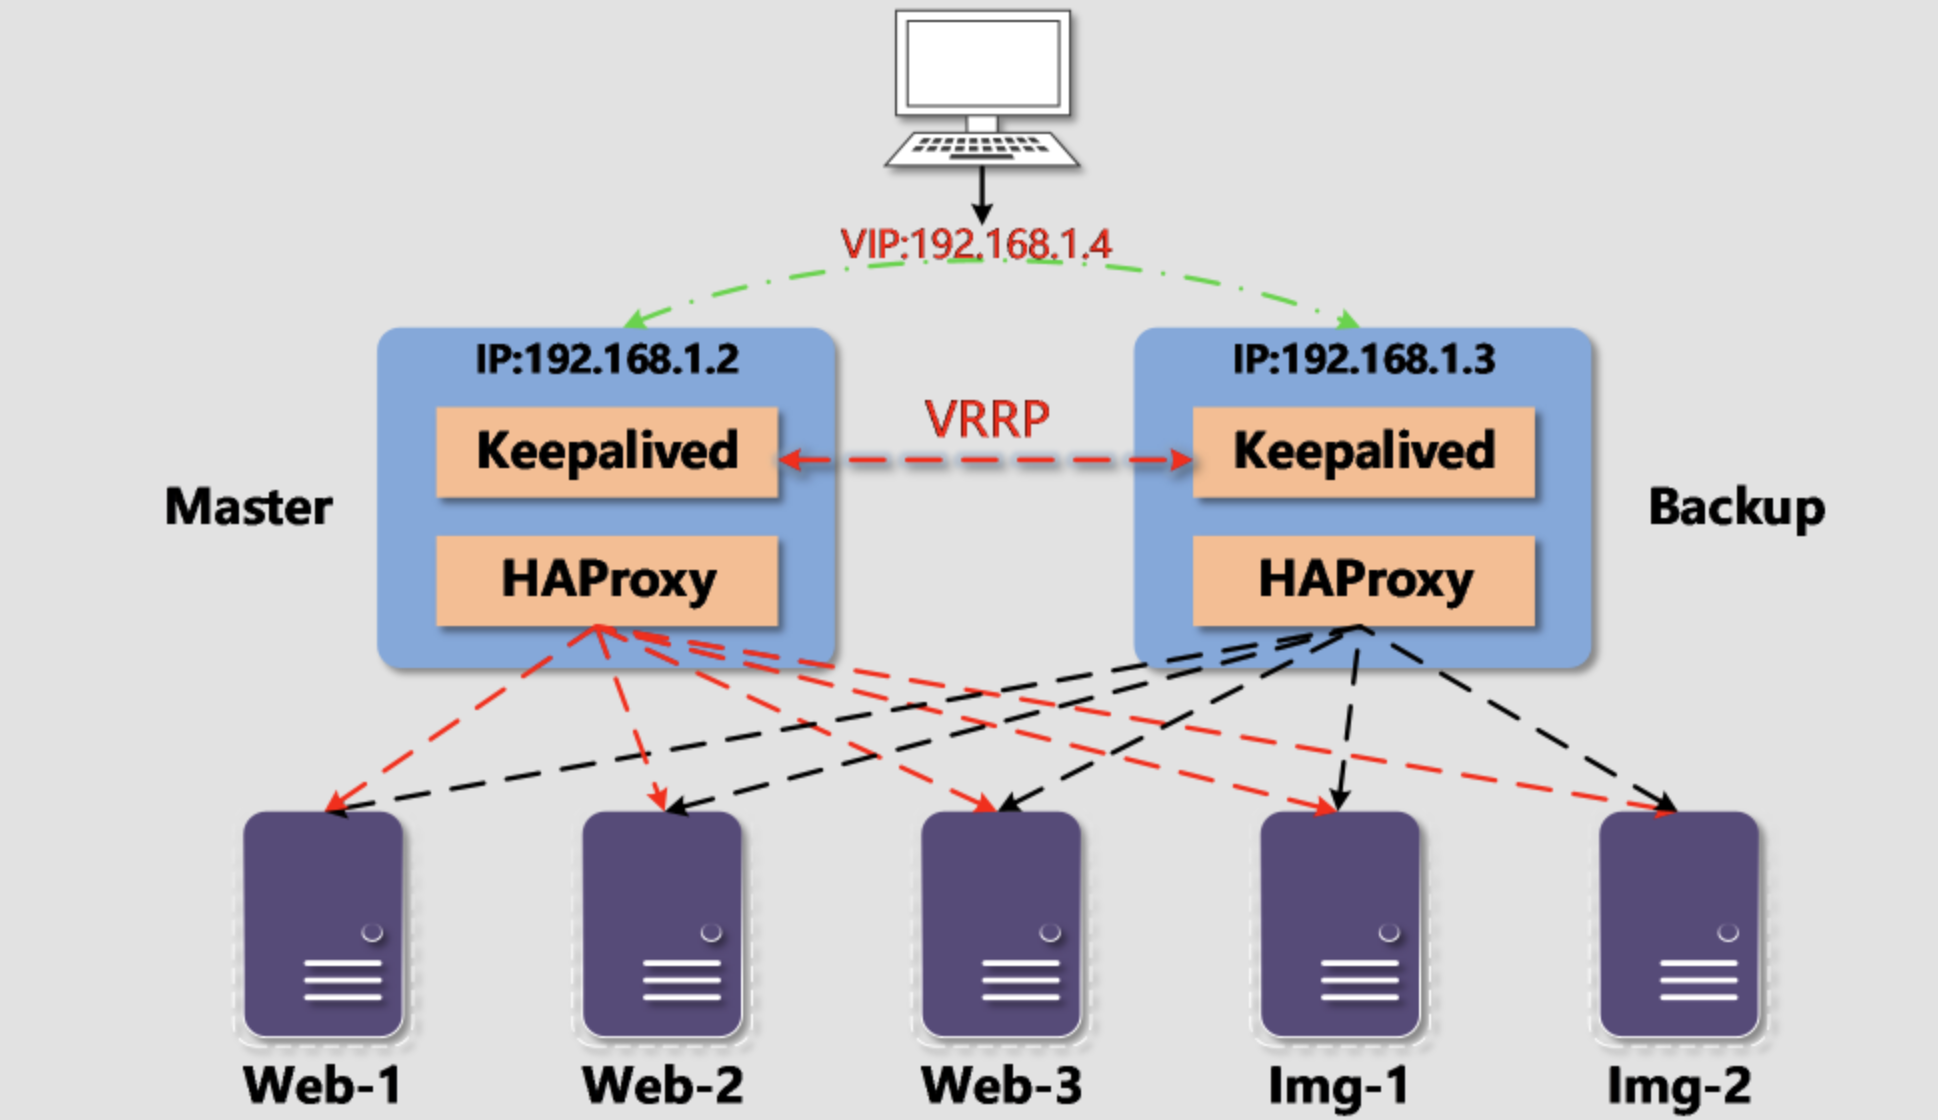 VIP:192.168.1.4
IP:192.168.1.2
IP:192.168.1.3
VRRP
Keepalived
Keepalived
Master
Backup
HAProxy
HAProxy
Web-1
Web-2
Web-3
Img-1
Img-2